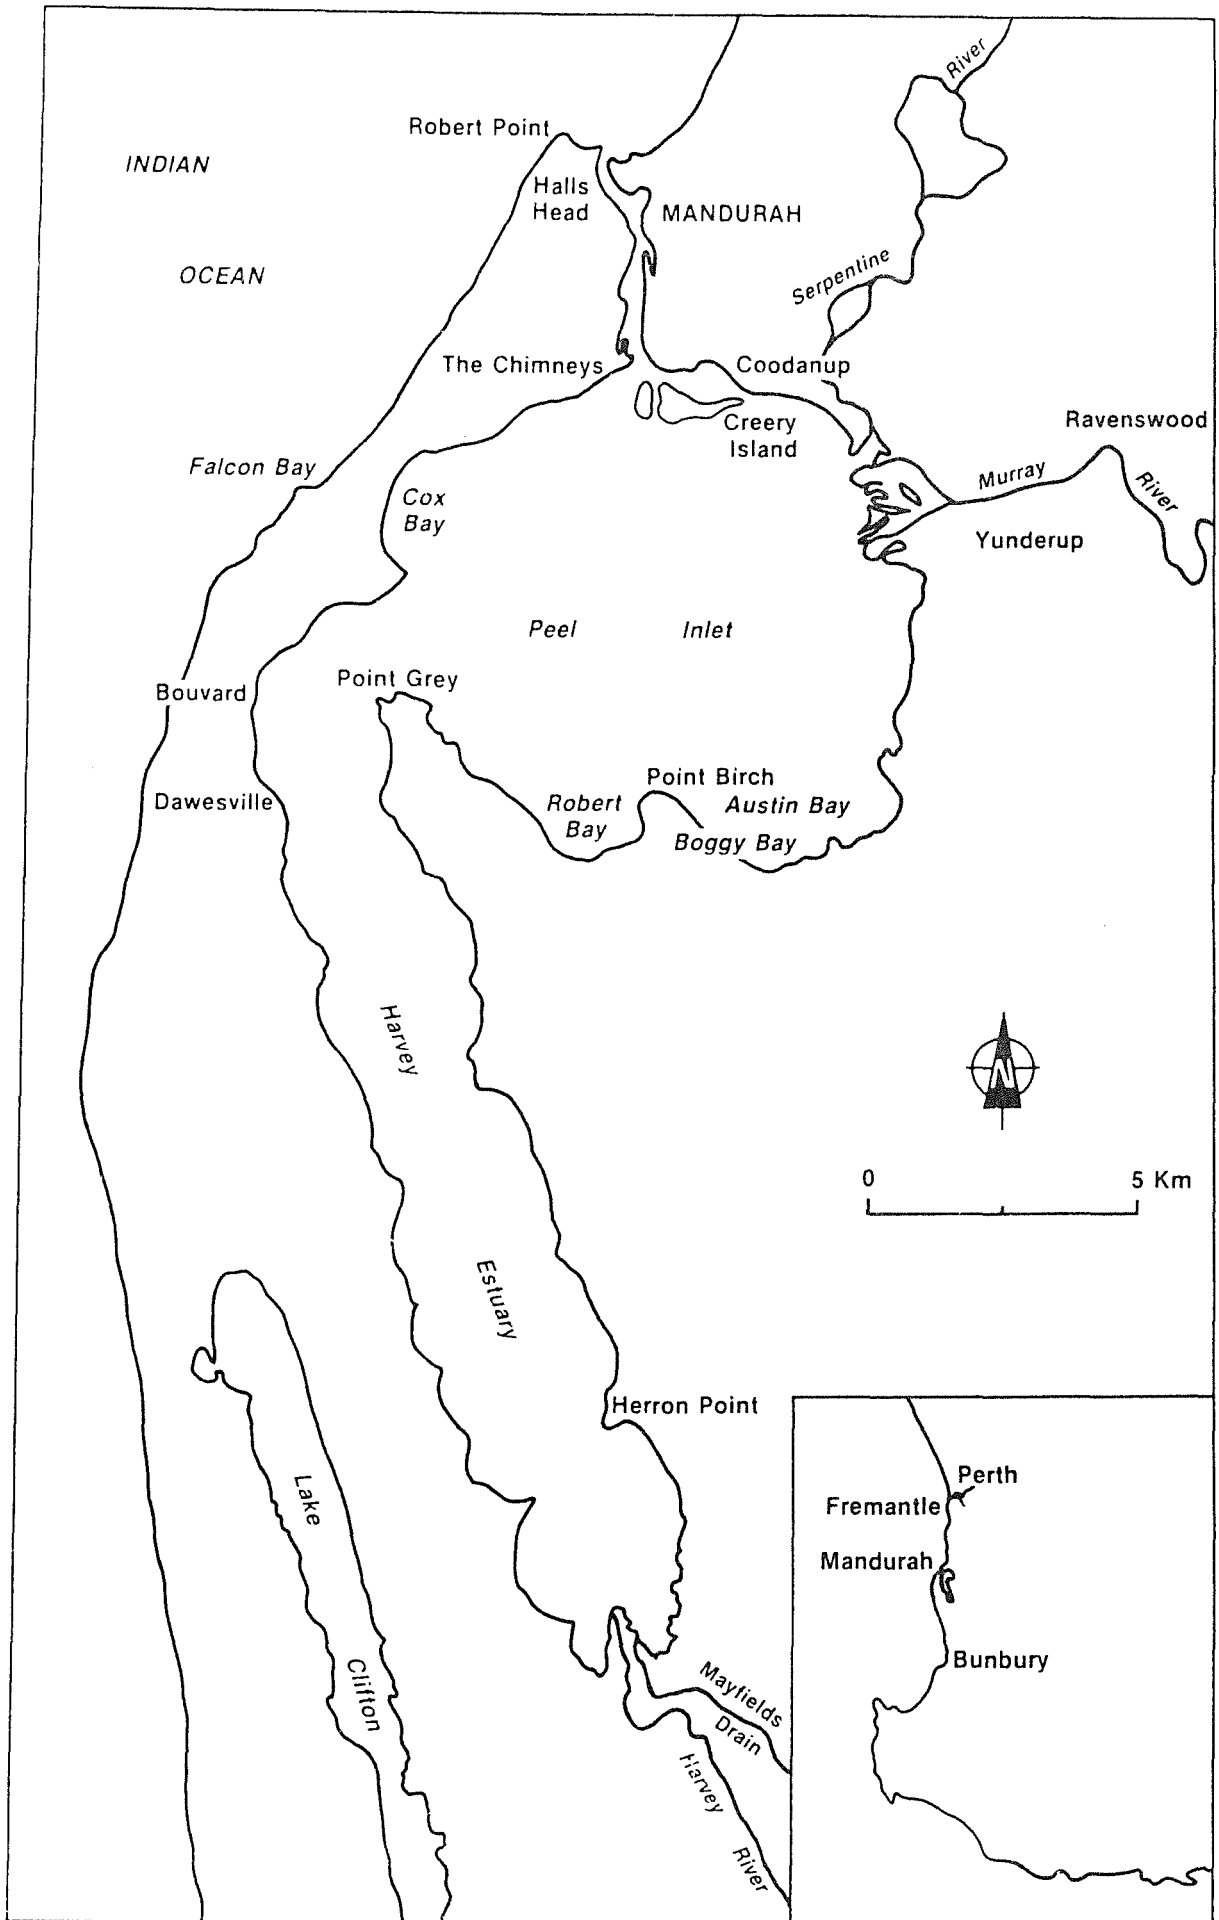 River
Robert Point
INDIAN
Halls
Head
MANDURAH
OCEAN
Serpentine
The Chimneys
Coodanup
Creery
Island
Ravenswood
Falcon Bay
Cox
Bay
Murray
River
Yunderup
Peel Inlet
Point Grey
Bouvard
Point Birch
Dawesville
Robert
Bay
Austin Bay
Boggy Bay
Harvey
N
0 5 Km
Estuary
Herron Point
Lake
Perth
Fremantle
Mandurah
Bunbury
Clifton
Mayfields
Drain
Harvey
River